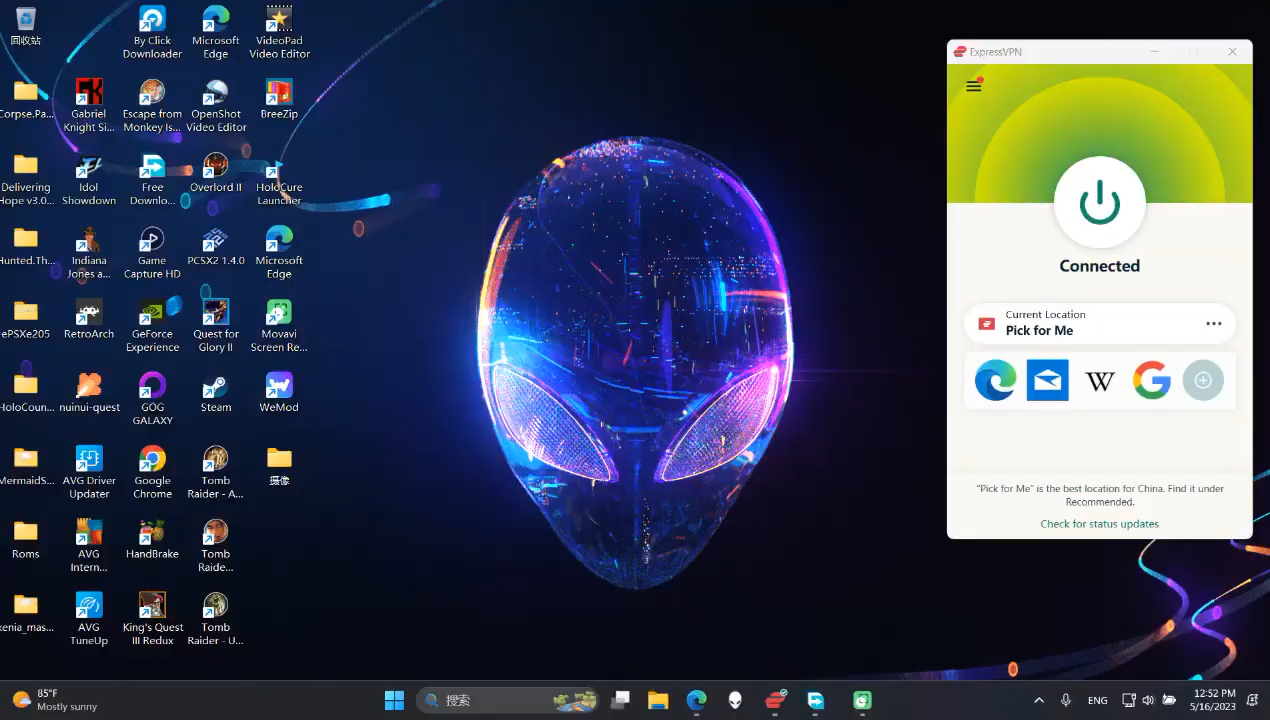 回收站
By Click
Downloader
Microsoft
Edge
VideoPad
Video Editor
Corpse.Pa...
Gabriel
Knight Si...
Escape from
Monkey Is...
OpenShot
Video Editor
BreeZip
Delivering
Hope v3.0...
Idol
Showdown
Free
Downlo...
Overlord II
HoloCure
Launcher
Hunted.Th...
Indiana
Jones a...
Game
Capture HD
PCSX2 1.4.0
Microsoft
Edge
ePSXe205
RetroArch
GeForce
Experience
Quest for
Glory II
Movavi
Screen Re...
HoloCoun...
nuinui-quest
GOG
GALAXY
Steam
WeMod
MermaidS...
AVG Driver
Updater
Google
Chrome
Tomb
Raider - A...
摄像
Roms
AVG
Intern...
HandBrake
Tomb
Raide...
xenia_mas...
AVG
TuneUp
King's Quest
III Redux
Tomb
Raider - U...
ExpressVPN
Connected
Current Location
Pick for Me
W
G
"Pick for Me" is the best location for China. Find it under
Recommended.
Check for status updates
85°F
Mostly sunny
搜索
ENG
12:52 PM
5/16/2023